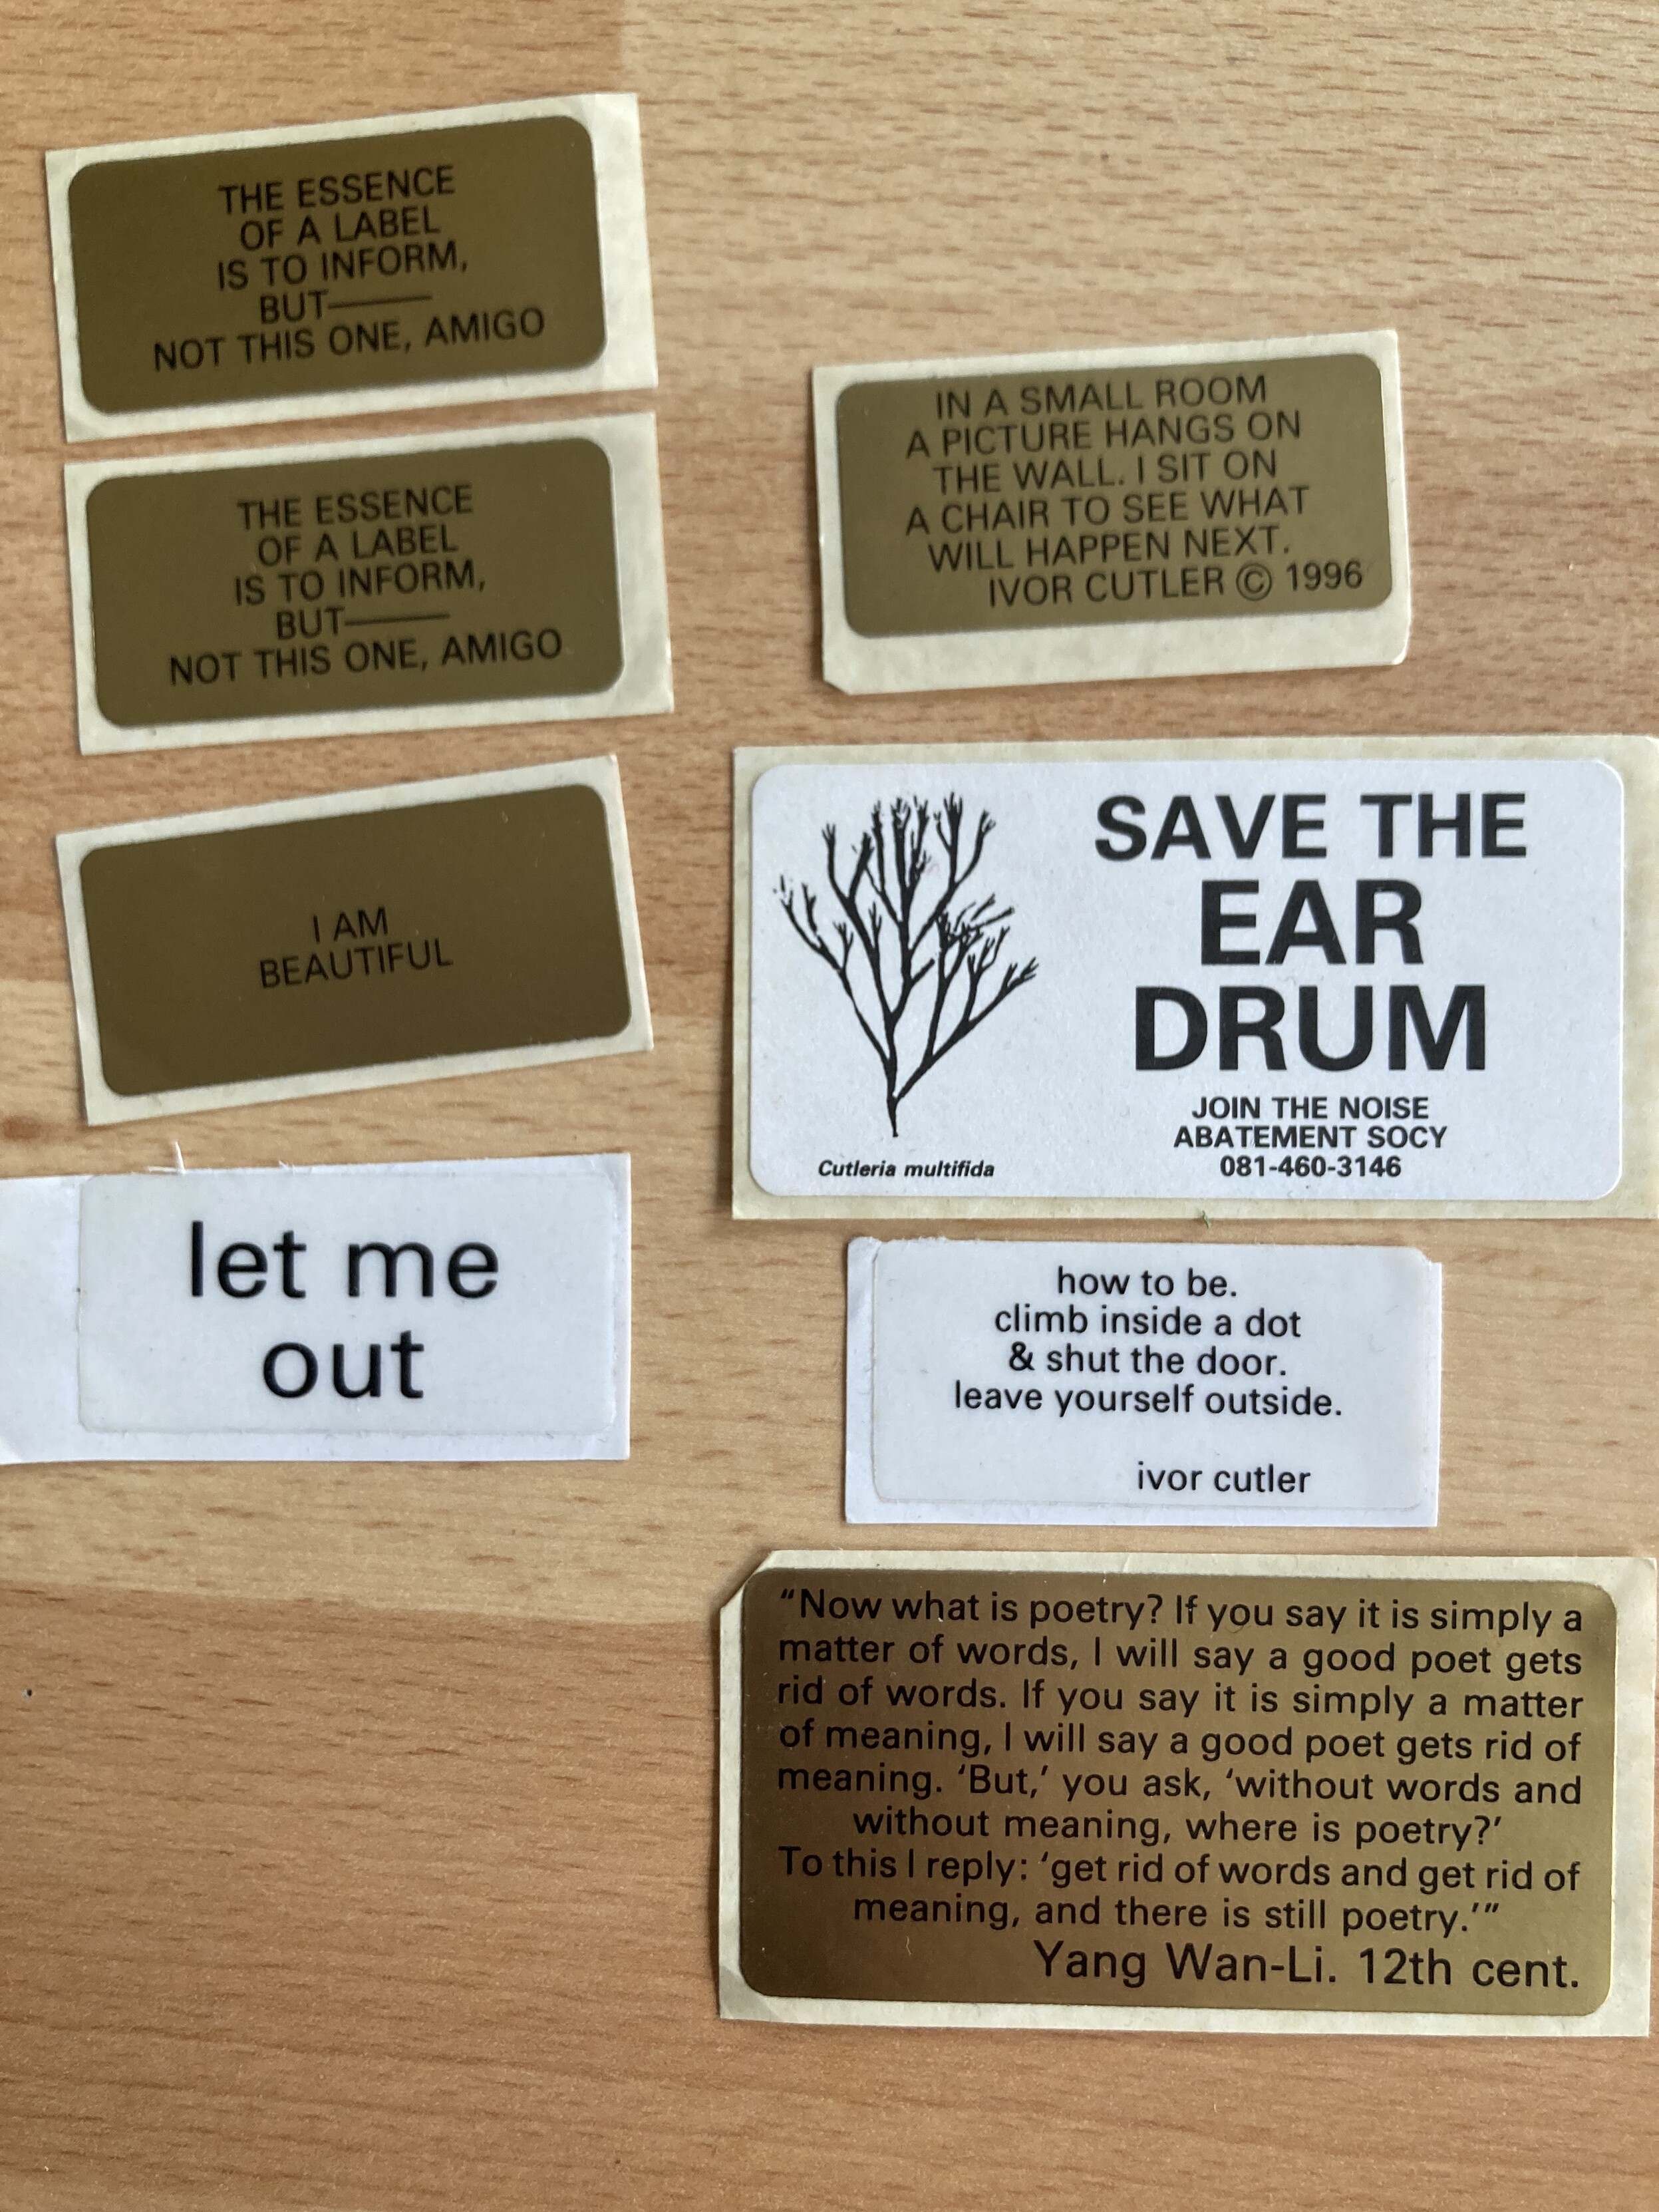 THE ESSENCE
OF A LABEL
IS TO INFORM,
BUT———
NOT THIS ONE, AMIGO
THE ESSENCE
OF A LABEL
IS TO INFORM,
BUT———
NOT THIS ONE, AMIGO
I AM
BEAUTIFUL
let me
out
IN A SMALL ROOM
A PICTURE HANGS ON
THE WALL. I SIT ON
A CHAIR TO SEE WHAT
WILL HAPPEN NEXT.
IVOR CUTLER © 1996
SAVE THE
EAR
DRUM
JOIN THE NOISE
ABATEMENT SOCY
081-460-3146
Cutleria multifida
how to be.
climb inside a dot
& shut the door.
leave yourself outside.
ivor cutler
“Now what is poetry? If you say it is simply a
matter of words, I will say a good poet gets
rid of words. If you say it is simply a matter
of meaning, I will say a good poet gets rid of
meaning. ‘But,’ you ask, ‘without words and
without meaning, where is poetry?’
To this I reply: ‘get rid of words and get rid of
meaning, and there is still poetry.’”
Yang Wan-Li. 12th cent.